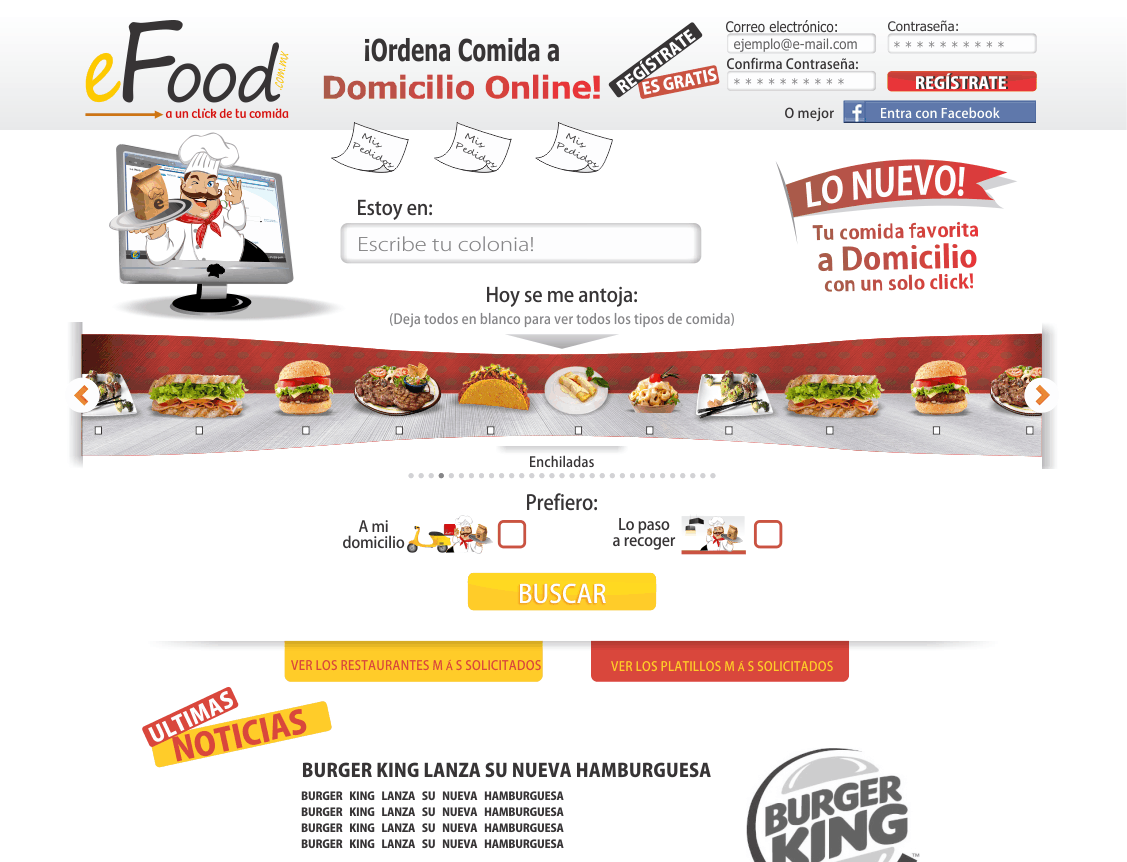 eFood
.com.mx
a un click de tu comida
¡Ordena Comida a
Domicilio Online!
REGÍSTRATE
ES GRATIS
Correo electrónico:
ejemplo@e-mail.com
Confirma Contraseña:
* * * * * * * * * *
Contraseña:
* * * * * * * * * *
REGÍSTRATE
O mejor
f Entra con Facebook
Mis
Pedidos
Mis
Pedidos
Mis
Pedidos
Estoy en:
Escribe tu colonia!
LO NUEVO!
Tu comida favorita
a Domicilio
con un solo click!
Hoy se me antoja:
(Deja todos en blanco para ver todos los tipos de comida)
Enchiladas
Prefiero:
A mi
domicilio
Lo paso
a recoger
BUSCAR
VER LOS RESTAURANTES M Á S SOLICITADOS
VER LOS PLATILLOS M Á S SOLICITADOS
ULTIMAS
NOTICIAS
BURGER KING LANZA SU NUEVA HAMBURGUESA
BURGER KING LANZA SU NUEVA HAMBURGUESA
BURGER KING LANZA SU NUEVA HAMBURGUESA
BURGER KING LANZA SU NUEVA HAMBURGUESA
BURGER KING LANZA SU NUEVA HAMBURGUESA
BURGER
KING
TM